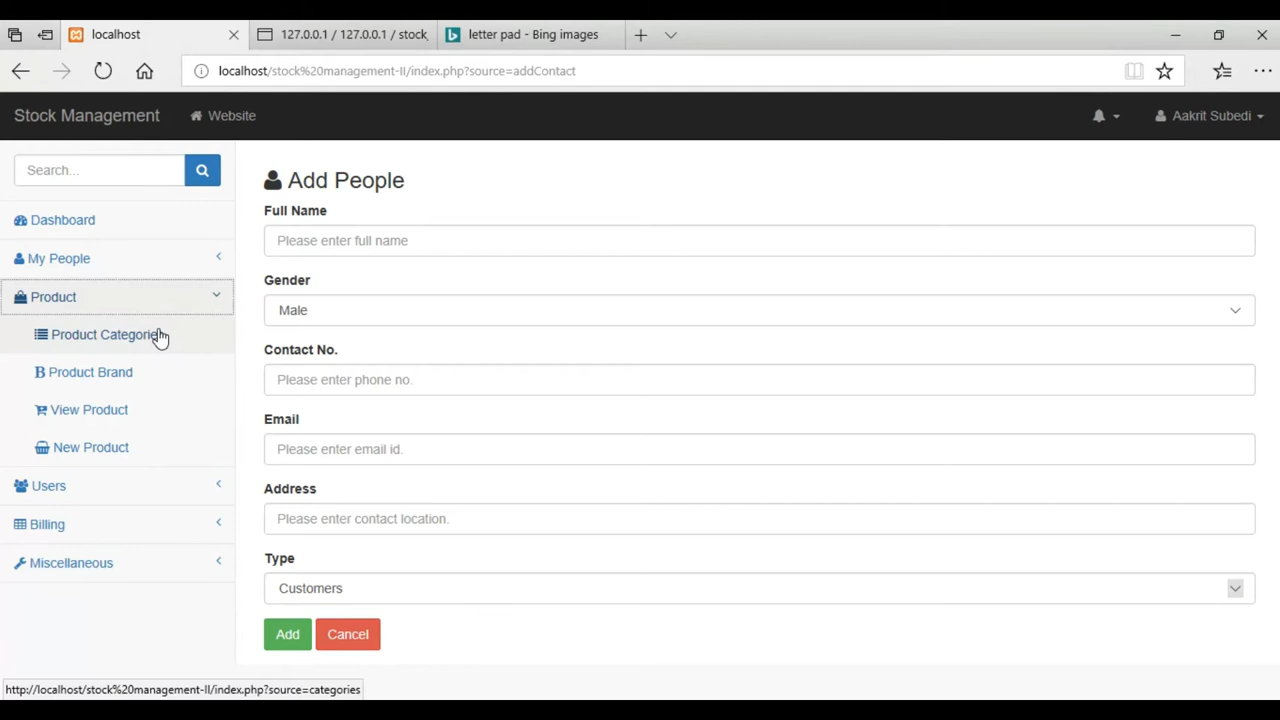 localhost
127.0.0.1 / 127.0.0.1 / stock_
letter pad - Bing images
localhost/stock%20management-II/index.php?source=addContact
Stock Management
Website
Aakrit Subedi
Search...
Dashboard
My People
Product
Product Categorie
Product Brand
View Product
New Product
Users
Billing
Miscellaneous
Add People
Full Name
Please enter full name
Gender
Male
Contact No.
Please enter phone no.
Email
Please enter email id.
Address
Please enter contact location.
Type
Customers
Add Cancel
http://localhost/stock%20management-II/index.php?source=categories